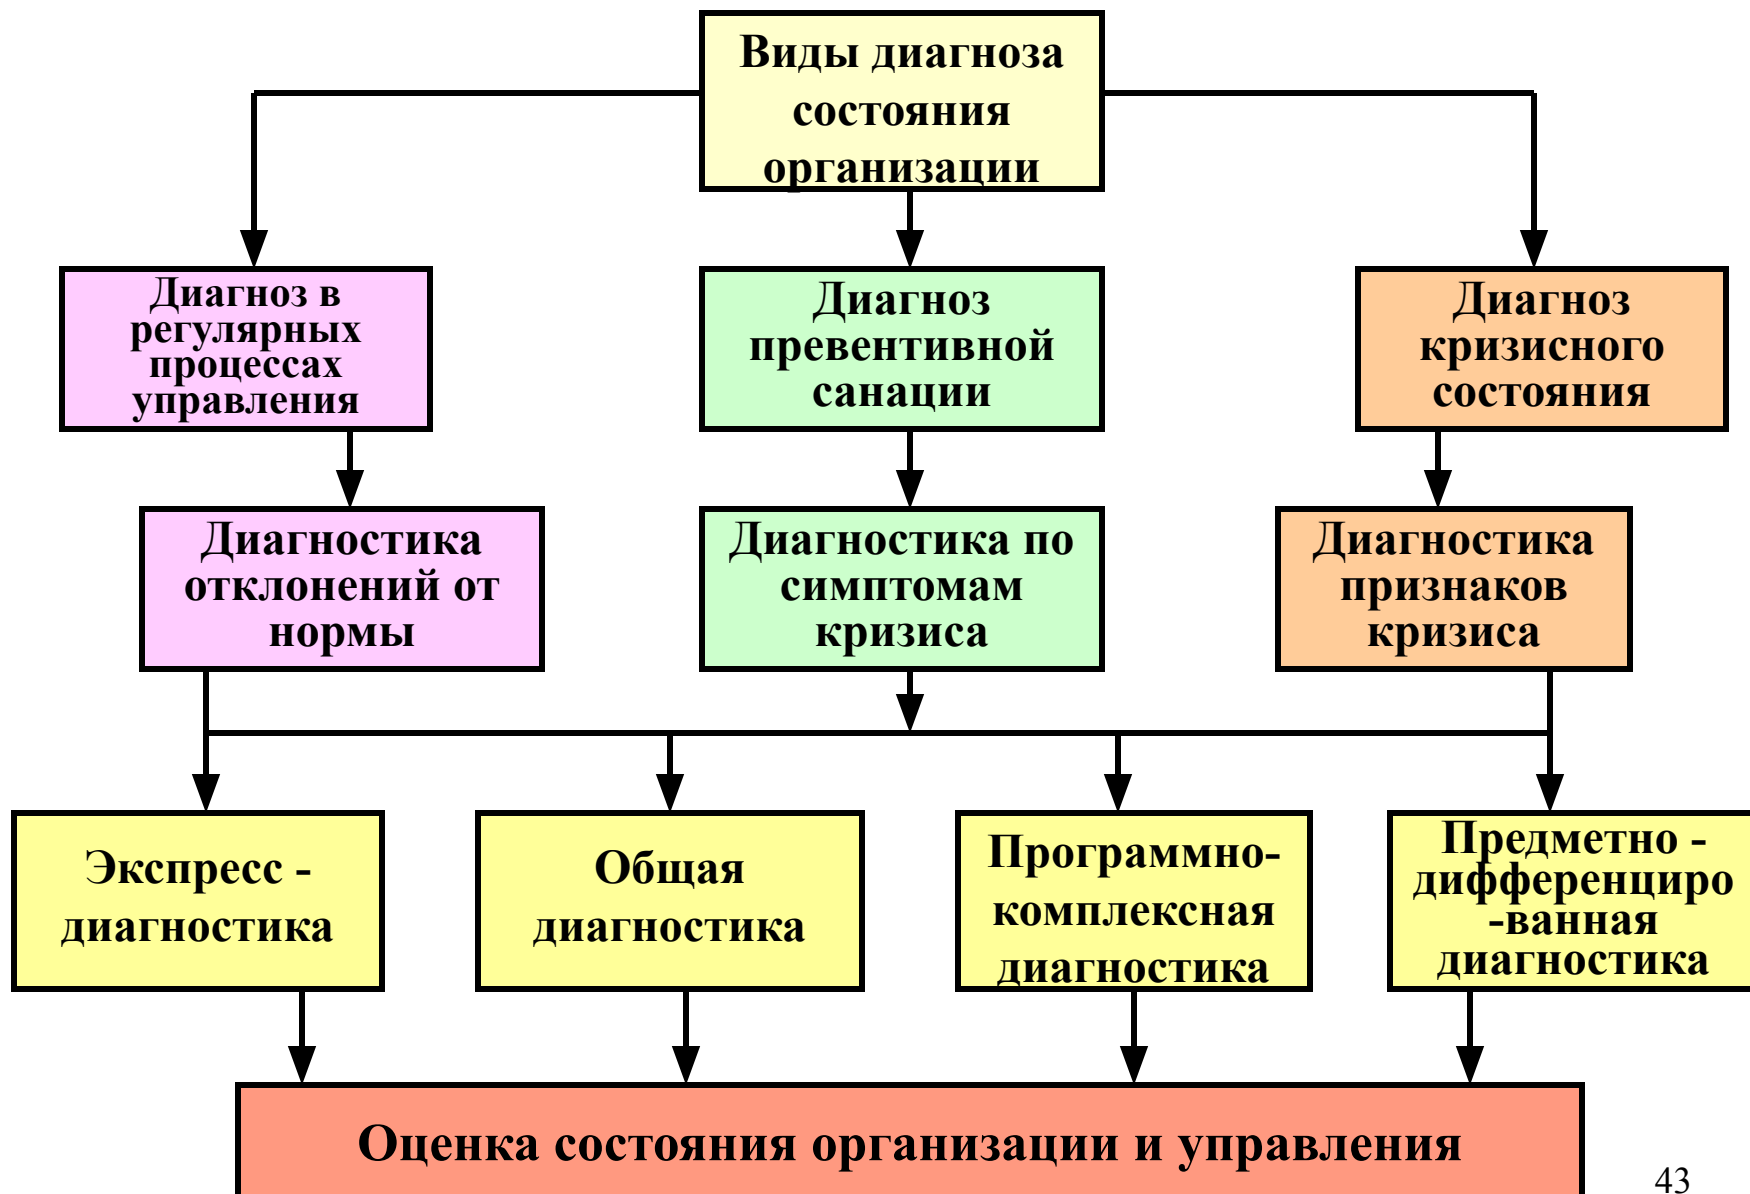 Виды диагноза
состояния
организации
Диагноз в
регулярных
процессах
управления
Диагноз
превентивной
санации
Диагноз
кризисного
состояния
Диагностика
отклонений от
нормы
Диагностика по
симптомам
кризиса
Диагностика
признаков
кризиса
Экспресс -
диагностика
Общая
диагностика
Программно-
комплексная
диагностика
Предметно -
дифференциро
-ванная
диагностика
Оценка состояния организации и управления
43